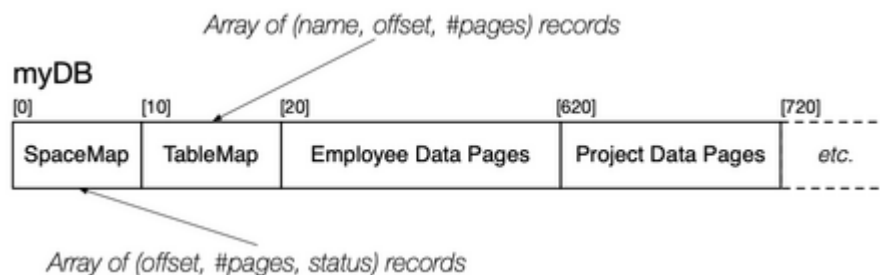 Array of (name, offset, #pages) records
myDB
[0] [10] [20] [620] [720]
SpaceMap TableMap Employee Data Pages Project Data Pages etc.
Array of (offset, #pages, status) records